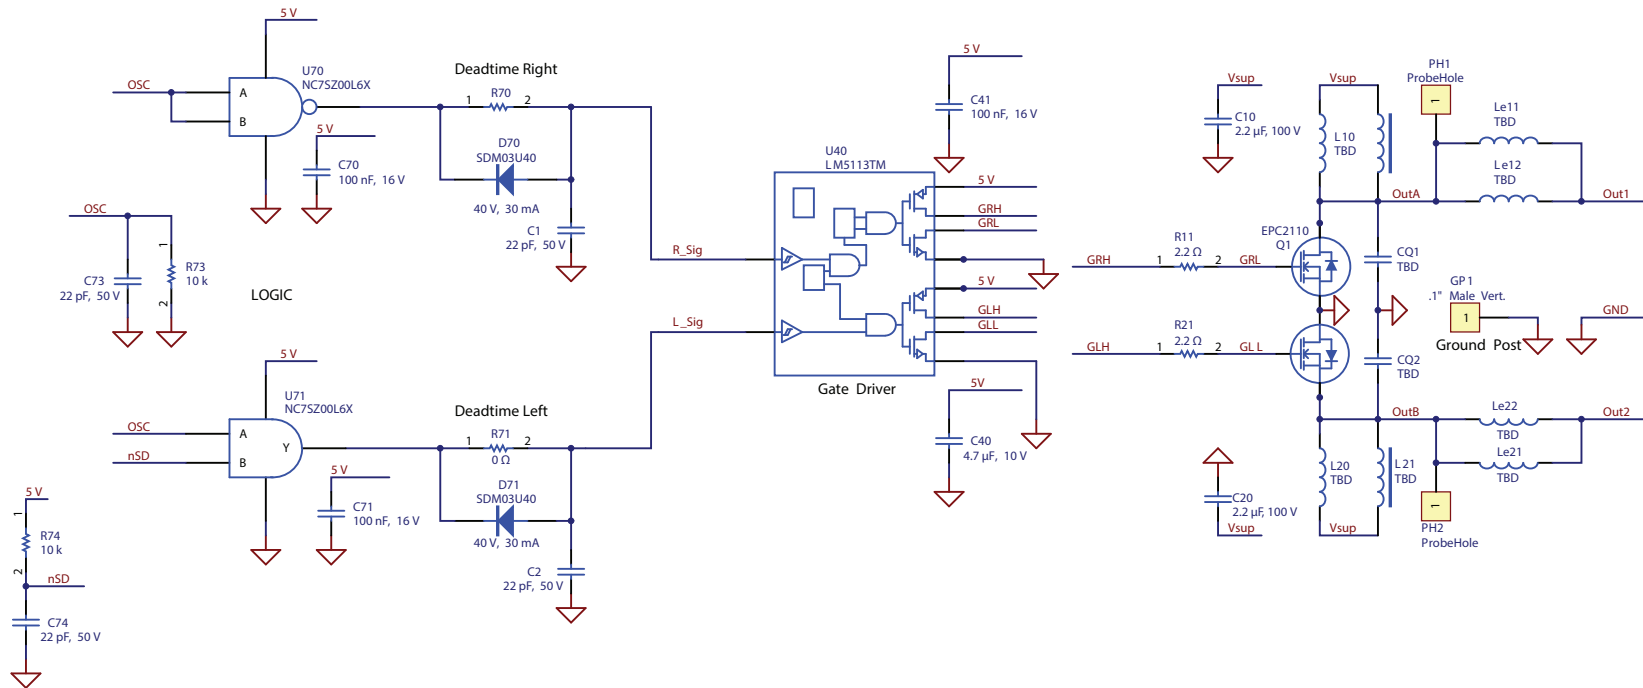 5 V
OSC
A
B
U70
NC7SZ00L6X
5 V
C70
100 nF, 16 V
Deadtime Right
R70
1
2
D70
SDM03U40
40 V, 30 mA
C1
22 pF, 50 V
OSC
C73
22 pF, 50 V
1
R73
10 k
2
LOGIC
5 V
U71
NC7SZ00L6X
OSC
nSD
A
B
Y
5 V
C71
100 nF, 16 V
5 V
1
R74
10 k
2
nSD
C74
22 pF, 50 V
Deadtime Left
R71
1
2
0 Ω
D71
SDM03U40
40 V, 30 mA
C2
22 pF, 50 V
R_Sig
L_Sig
U40
LM5113TM
Gate Driver
5 V
C41
100 nF, 16 V
5 V
GRH
GRL
5 V
GLH
GLL
5V
C40
4.7 µF, 10 V
GRH
R11
2.2 Ω
1
2
GRL
GLH
R21
2.2 Ω
1
2
GL L
Vsup
C10
2.2 µF, 100 V
Vsup
L10
TBD
EPC2110
Q1
OutA
CQ1
TBD
CQ2
TBD
OutB
L20
TBD
L21
TBD
Vsup
C20
2.2 µF, 100 V
Vsup
PH1
ProbeHole
1
Le11
TBD
Le12
TBD
Out1
GP1
.1" Male Vert.
1
Ground Post
GND
Le22
TBD
Le21
TBD
Out2
1
PH2
ProbeHole